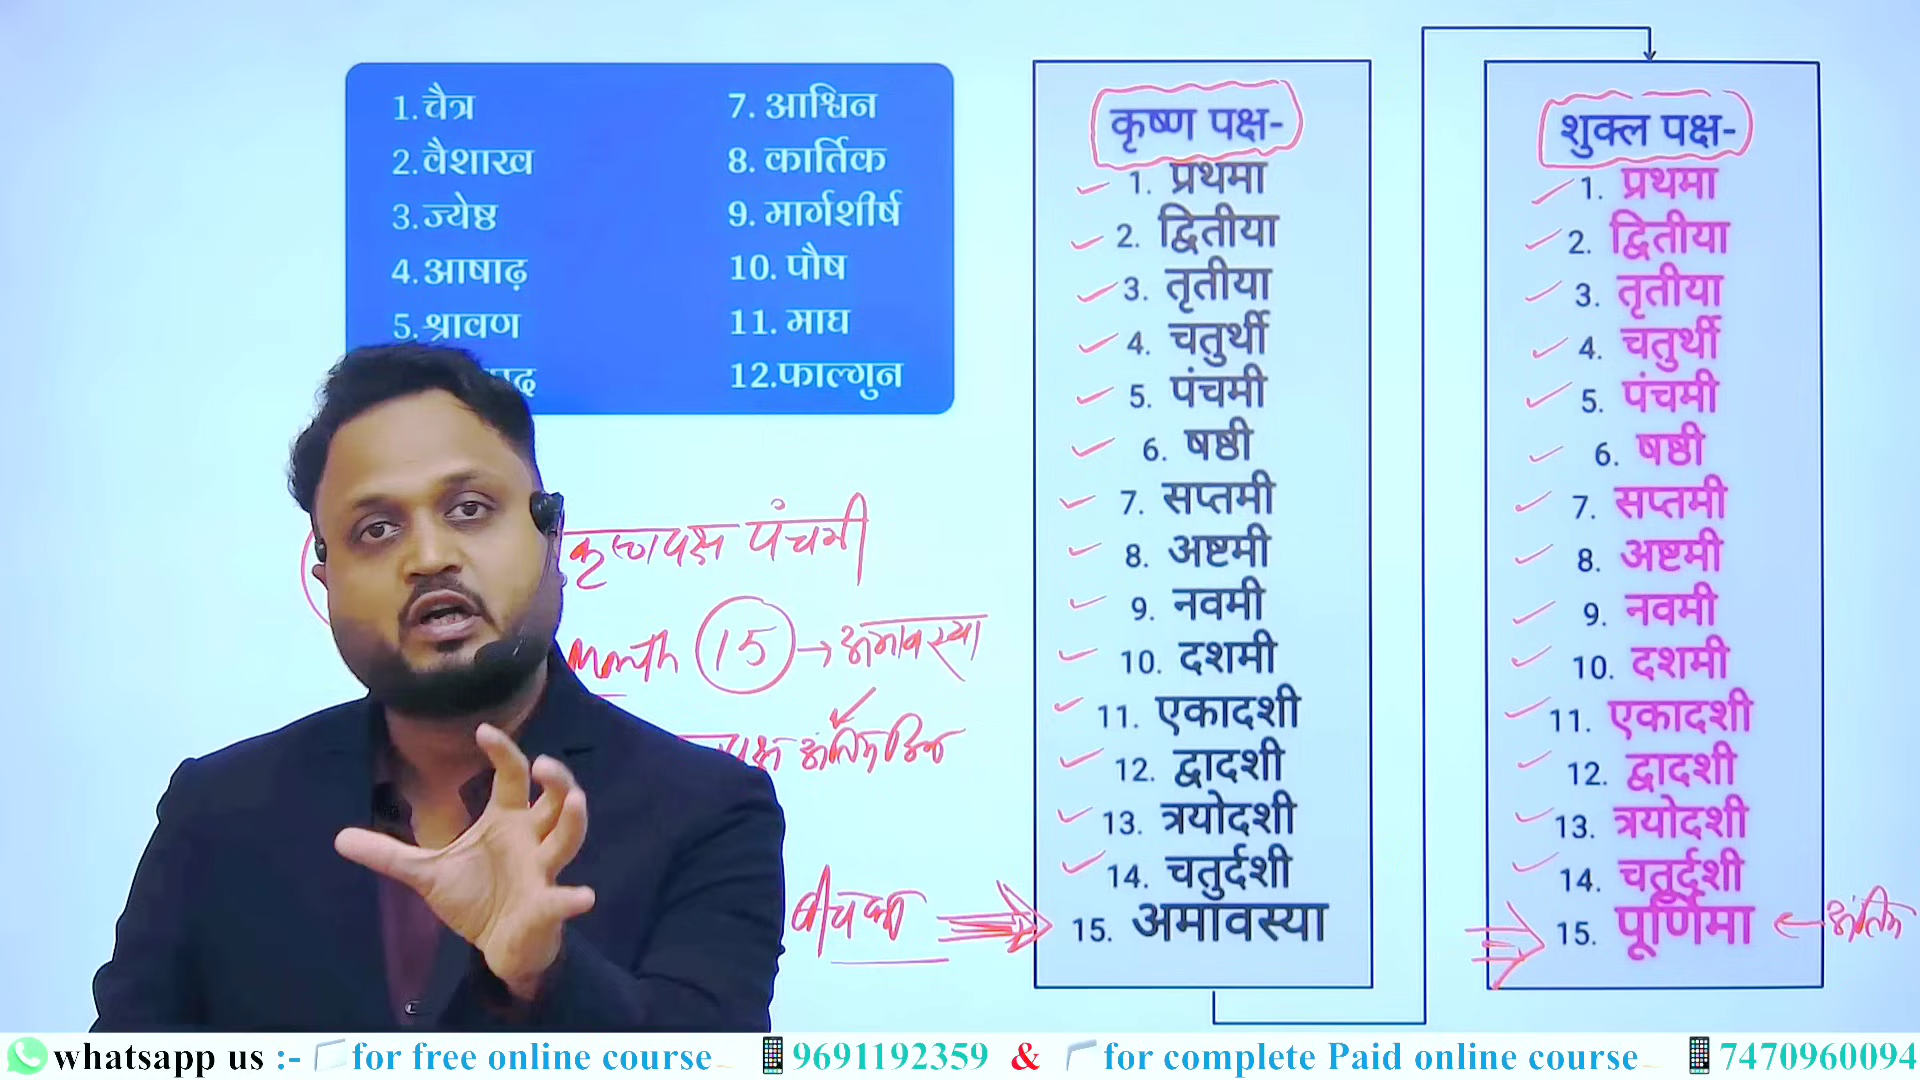 1. चैत्र
2. वैशाख
3. ज्येष्ठ
4. आषाढ़
5. श्रावण
7. आश्विन
8. कार्तिक
9. मार्गशीर्ष
10. पौष
11. माघ
12. फाल्गुन
कृष्णपक्ष पंचमी
month 15 → अमावस्या
अंतिम दिन
बीच का
कृष्ण पक्ष-
1. प्रथमा
2. द्वितीया
3. तृतीया
4. चतुर्थी
5. पंचमी
6. षष्ठी
7. सप्तमी
8. अष्टमी
9. नवमी
10. दशमी
11. एकादशी
12. द्वादशी
13. त्रयोदशी
14. चतुर्दशी
15. अमावस्या
शुक्ल पक्ष-
1. प्रथमा
2. द्वितीया
3. तृतीया
4. चतुर्थी
5. पंचमी
6. षष्ठी
7. सप्तमी
8. अष्टमी
9. नवमी
10. दशमी
11. एकादशी
12. द्वादशी
13. त्रयोदशी
14. चतुर्दशी
15. पूर्णिमा ← अंतिम
whatsapp us :- for free online course 9691192359 & for complete Paid online course 7470960094